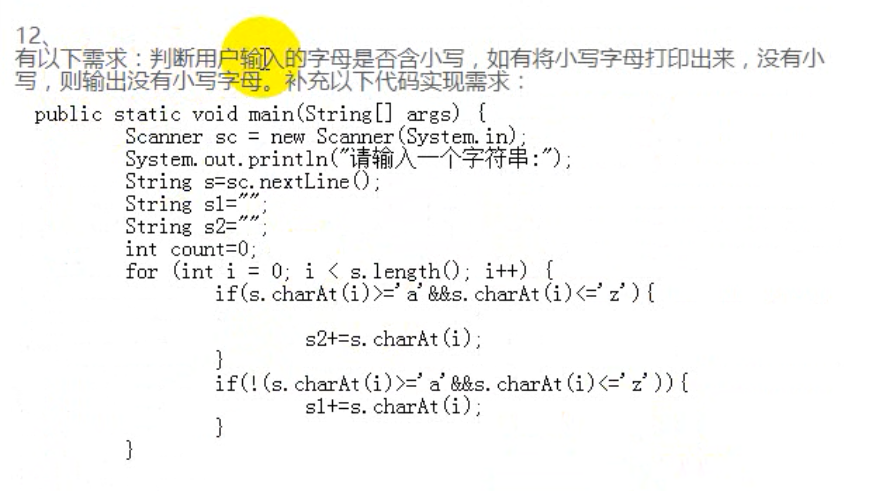 12、
有以下需求：判断用户输入的字母是否含小写，如有将小写字母打印出来，没有小
写，则输出没有小写字母。补充以下代码实现需求：
public static void main(String[] args) {
Scanner sc = new Scanner(System.in);
System.out.println("请输入一个字符串:");
String s=sc.nextLine();
String s1="";
String s2="";
int count=0;
for (int i = 0; i < s.length(); i++) {
if(s.charAt(i)>='a'&&s.charAt(i)<='z'){
s2+=s.charAt(i);
}
if(!(s.charAt(i)>='a'&&s.charAt(i)<='z')){
s1+=s.charAt(i);
}
}